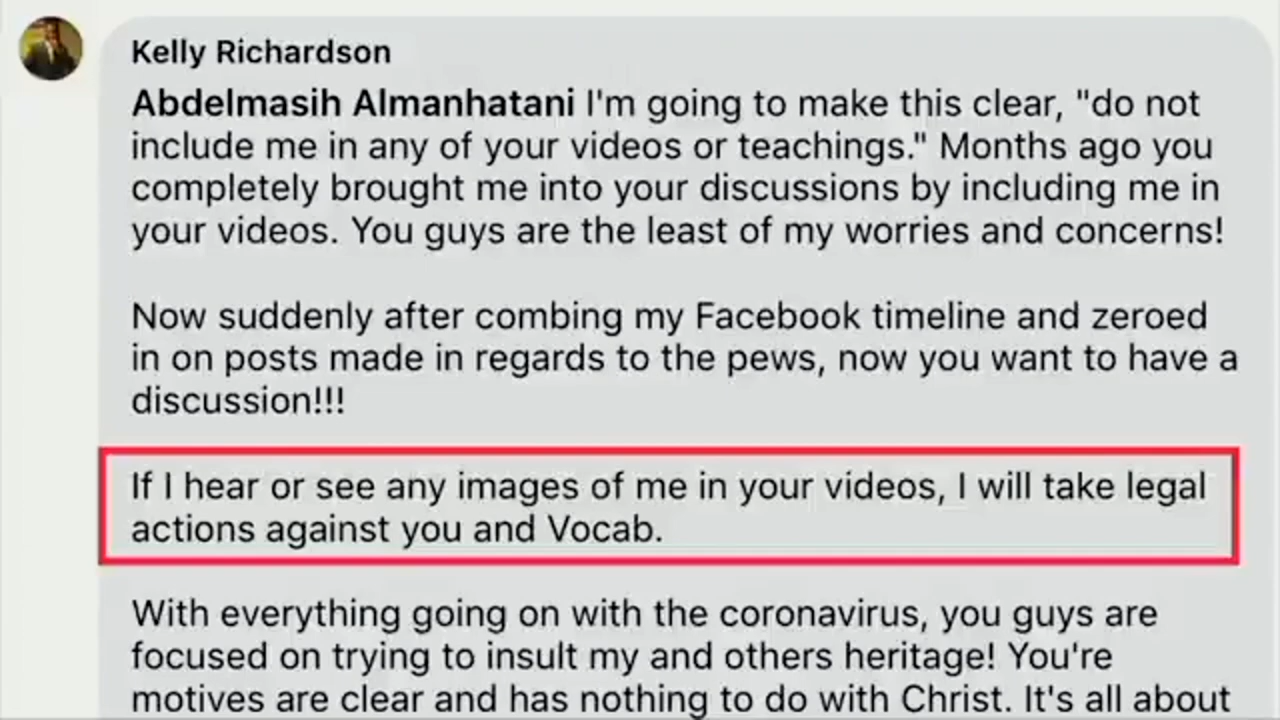 Kelly Richardson
Abdelmasih Almanhatani I'm going to make this clear, "do not
include me in any of your videos or teachings." Months ago you
completely brought me into your discussions by including me in
your videos. You guys are the least of my worries and concerns!
Now suddenly after combing my Facebook timeline and zeroed
in on posts made in regards to the pews, now you want to have a
discussion!!!
If I hear or see any images of me in your videos, I will take legal
actions against you and Vocab.
With everything going on with the coronavirus, you guys are
focused on trying to insult my and others heritage! You're
motives are clear and has nothing to do with Christ. It's all about